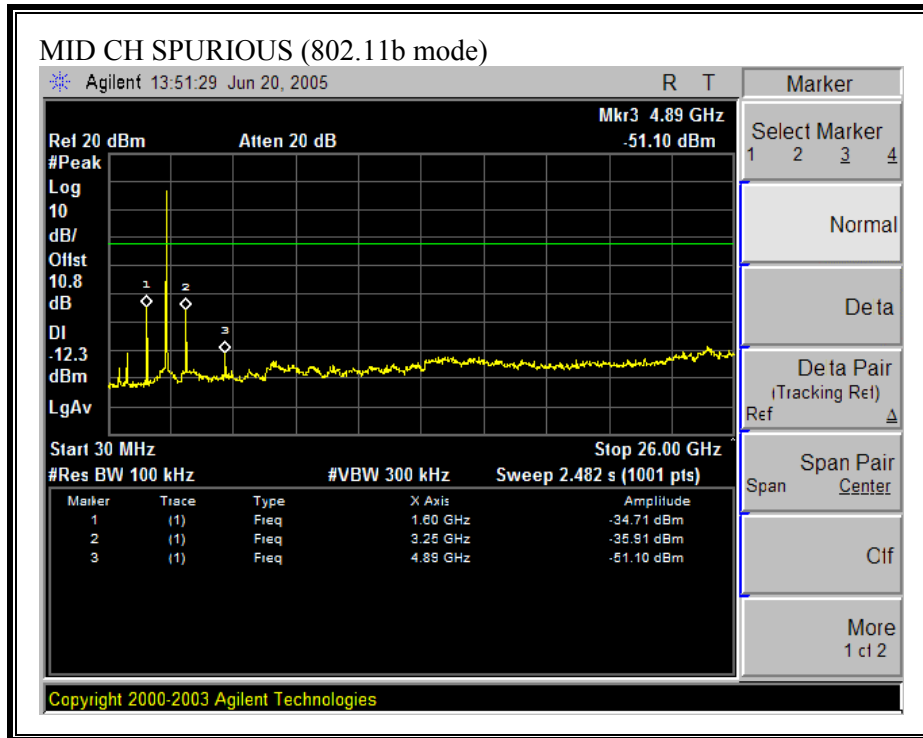 MID CH SPURIOUS (802.11b mode)
Agilent 13:51:29 Jun 20, 2005 R T
Mkr3 4.89 GHz
Ref 20 dBm Atten 20 dB -51.10 dBm
#Peak
Log
10
dB/
Offst
10.8
dB
DI
-12.3
dBm
LgAv
1
2
3
Start 30 MHz Stop 26.00 GHz
#Res BW 100 kHz #VBW 300 kHz Sweep 2.482 s (1001 pts)
Marker Trace Type X Axis Amplitude
1 (1) Freq 1.60 GHz -34.71 dBm
2 (1) Freq 3.25 GHz -35.91 dBm
3 (1) Freq 4.89 GHz -51.10 dBm
Copyright 2000-2003 Agilent Technologies
Marker
Select Marker
1 2 3 4
Normal
Delta
Delta Pair
(Tracking Ref)
Ref Δ
Span Pair
Span Center
Off
More
1 of 2